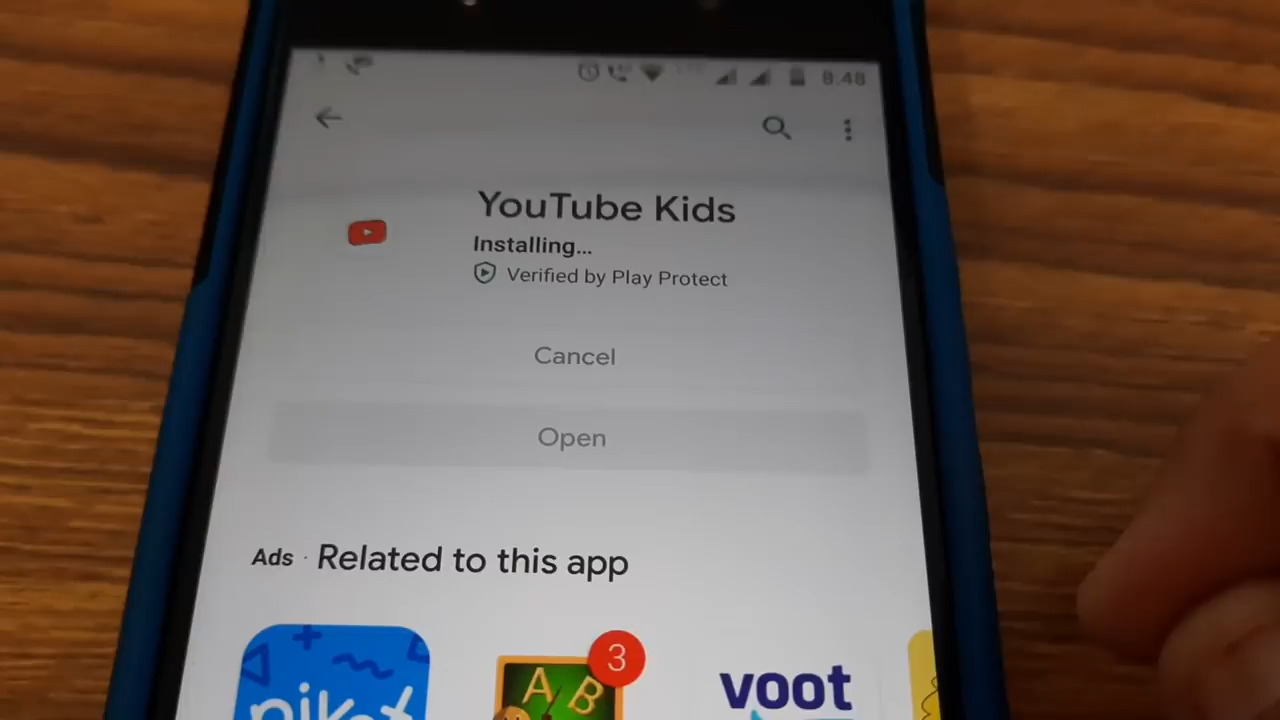 8.48
YouTube Kids
Installing...
Verified by Play Protect
Cancel
Open
Ads · Related to this app
3
A B
voot